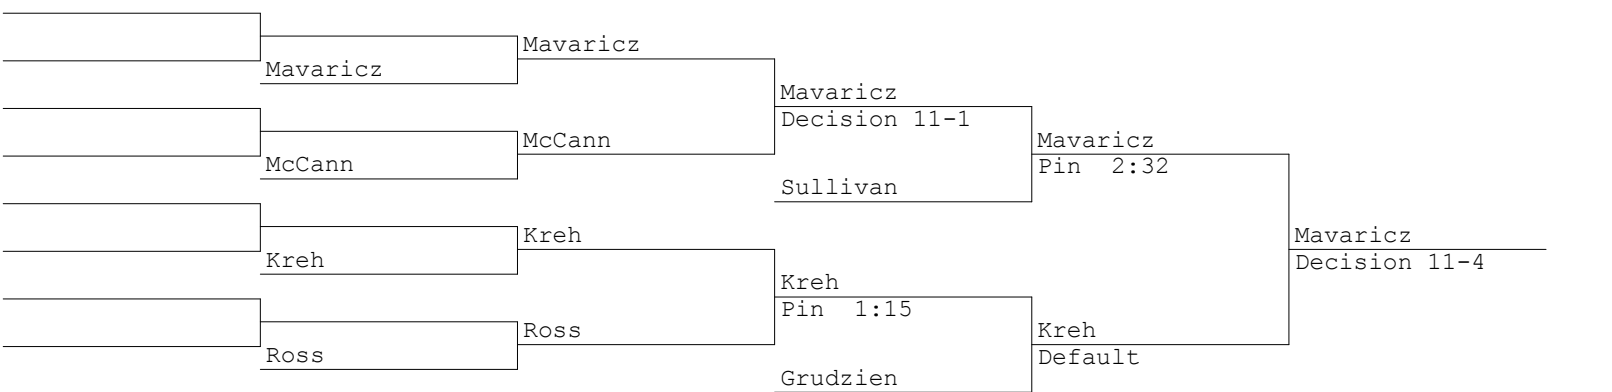 Mavaricz
Mavaricz
Mavaricz
Decision 11-1
McCann
Mavaricz
McCann
Pin  2:32
Sullivan
Kreh
Mavaricz
Kreh
Decision 11-4
Kreh
Pin  1:15
Ross
Kreh
Ross
Default
Grudzien